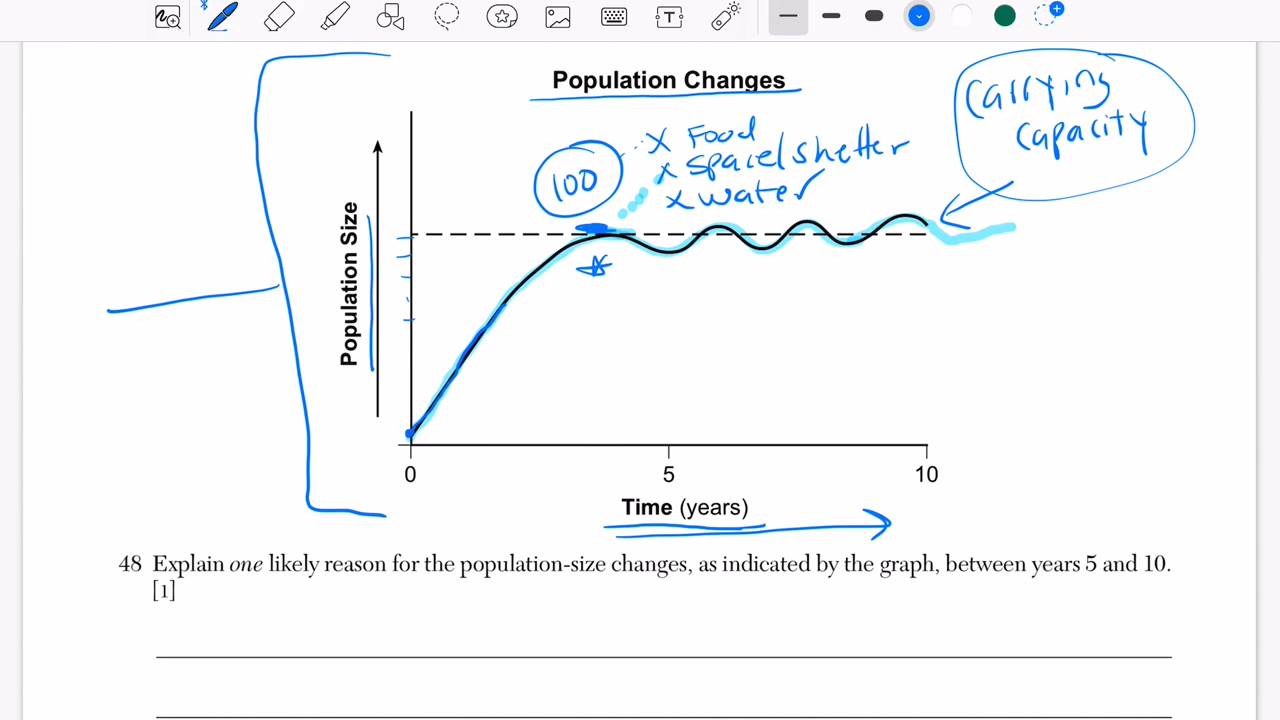 Population Changes
Carrying
capacity
100
x Food
x space/shelter
x water
Population Size
0 5 10
Time (years)
48 Explain one likely reason for the population-size changes, as indicated by the graph, between years 5 and 10.
[1]